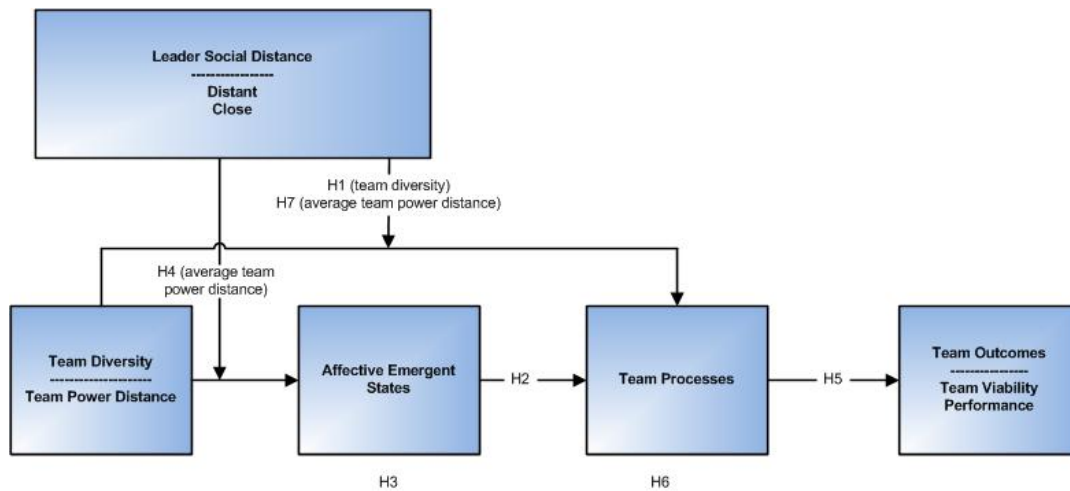 Leader Social Distance
------------------
Distant
Close
H1 (team diversity)
H7 (average team power distance)
H4 (average team
power distance)
Team Diversity
----------------------
Team Power Distance
Affective Emergent
States
H2
Team Processes
H5
Team Outcomes
-----------------
Team Viability
Performance
H3
H6